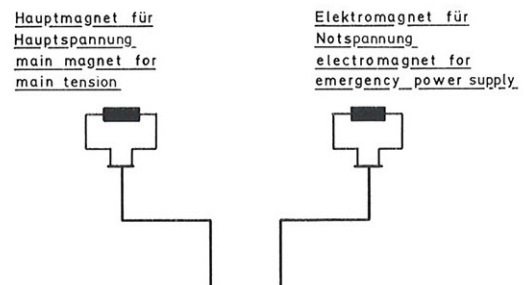 Hauptmagnet für
Hauptspannung
main magnet for
main tension
Elektromagnet für
Notspannung
electromagnet for
emergency power supply